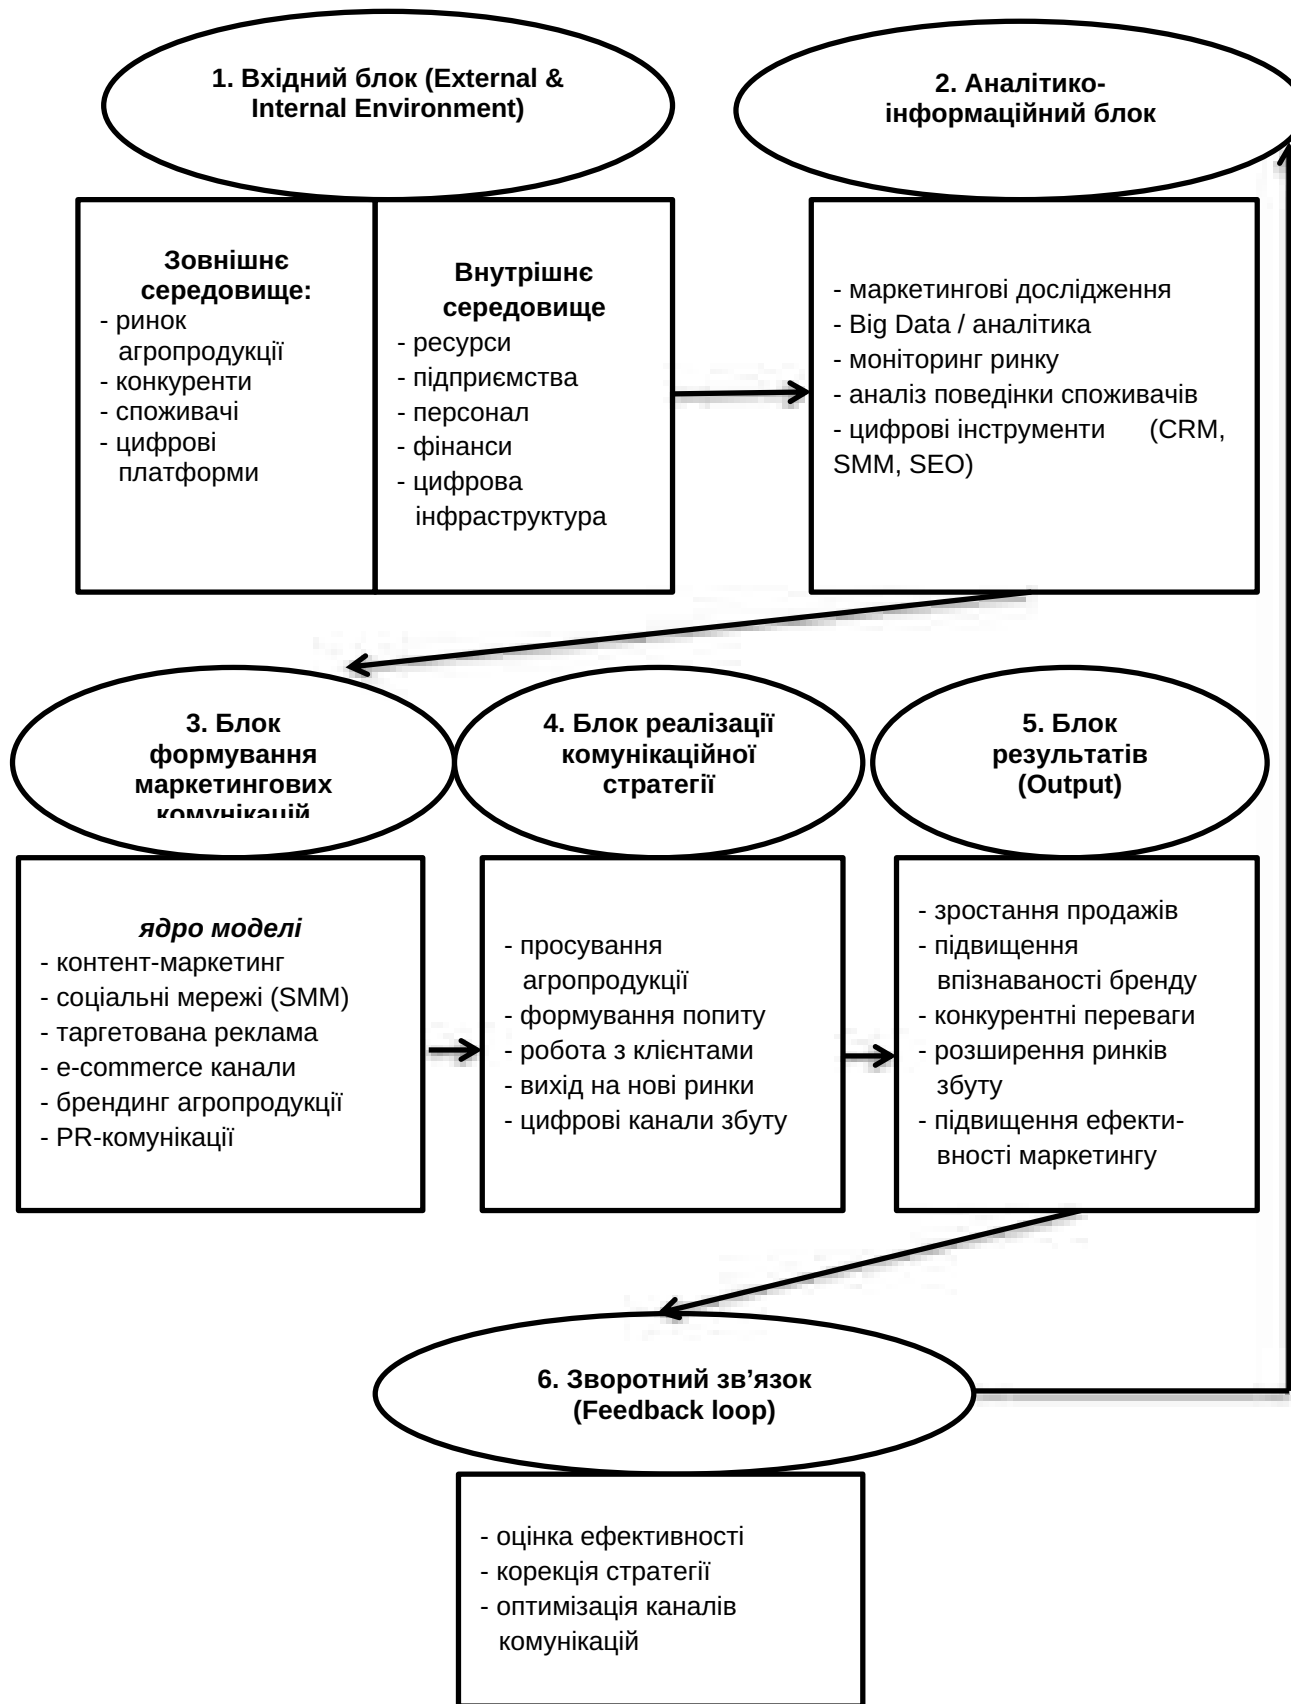 1. Вхідний блок (External &
Internal Environment)
2. Аналітико-
інформаційний блок
Зовнішнє
середовище:
- ринок
агропродукції
- конкуренти
- споживачі
- цифрові
платформи
Внутрішнє
середовище
- ресурси
- підприємства
- персонал
- фінанси
- цифрова
інфраструктура
- маркетингові дослідження
- Big Data / аналітика
- моніторинг ринку
- аналіз поведінки споживачів
- цифрові інструменти (CRM,
SMM, SEO)
3. Блок
формування
маркетингових
комунікацій
4. Блок реалізації
комунікаційної
стратегії
5. Блок
результатів
(Output)
ядро моделі
- контент-маркетинг
- соціальні мережі (SMM)
- таргетована реклама
- e-commerce канали
- брендинг агропродукції
- PR-комунікації
- просування
агропродукції
- формування попиту
- робота з клієнтами
- вихід на нові ринки
- цифрові канали збуту
- зростання продажів
- підвищення
впізнаваності бренду
- конкурентні переваги
- розширення ринків
збуту
- підвищення ефекти-
вності маркетингу
6. Зворотний зв’язок
(Feedback loop)
- оцінка ефективності
- корекція стратегії
- оптимізація каналів
комунікацій